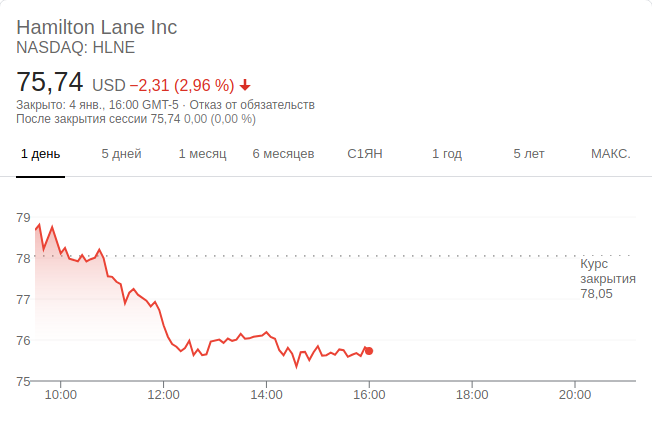 Hamilton Lane Inc
NASDAQ: HLNE
75,74 USD −2,31 (2,96 %)
Закрыто: 4 янв., 16:00 GMT-5 · Отказ от обязательств
После закрытия сессии 75,74 0,00 (0,00 %)
1 день 5 дней 1 месяц 6 месяцев С1ЯН 1 год 5 лет МАКС.
79
78
Курс
закрытия
78,05
77
76
75
10:00 12:00 14:00 16:00 18:00 20:00